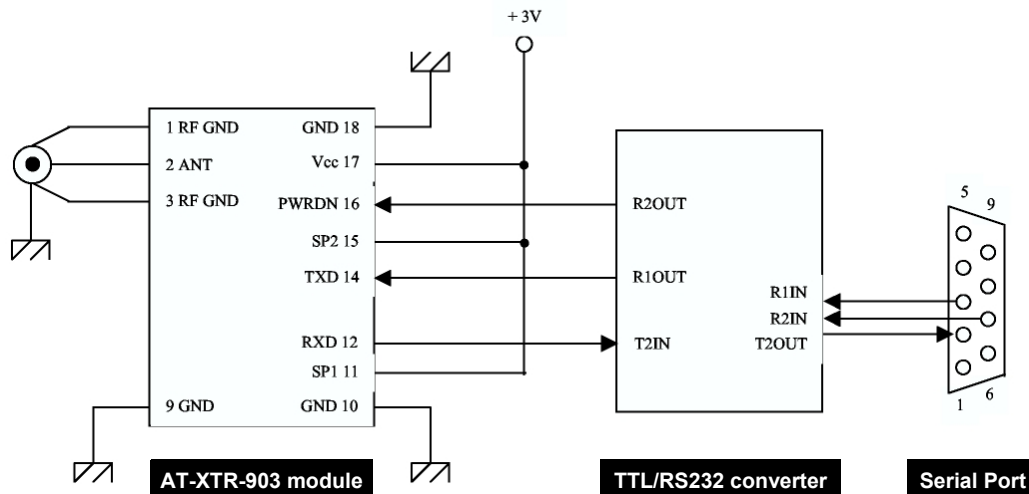 + 3V
1 RF GND
GND 18
2 ANT
Vcc 17
3 RF GND
PWRDN 16
SP2 15
TXD 14
RXD 12
SP1 11
9 GND
GND 10
R2OUT
R1OUT
R1IN
R2IN
T2IN
T2OUT
5
9
1
6
AT-XTR-903 module
TTL/RS232 converter
Serial Port